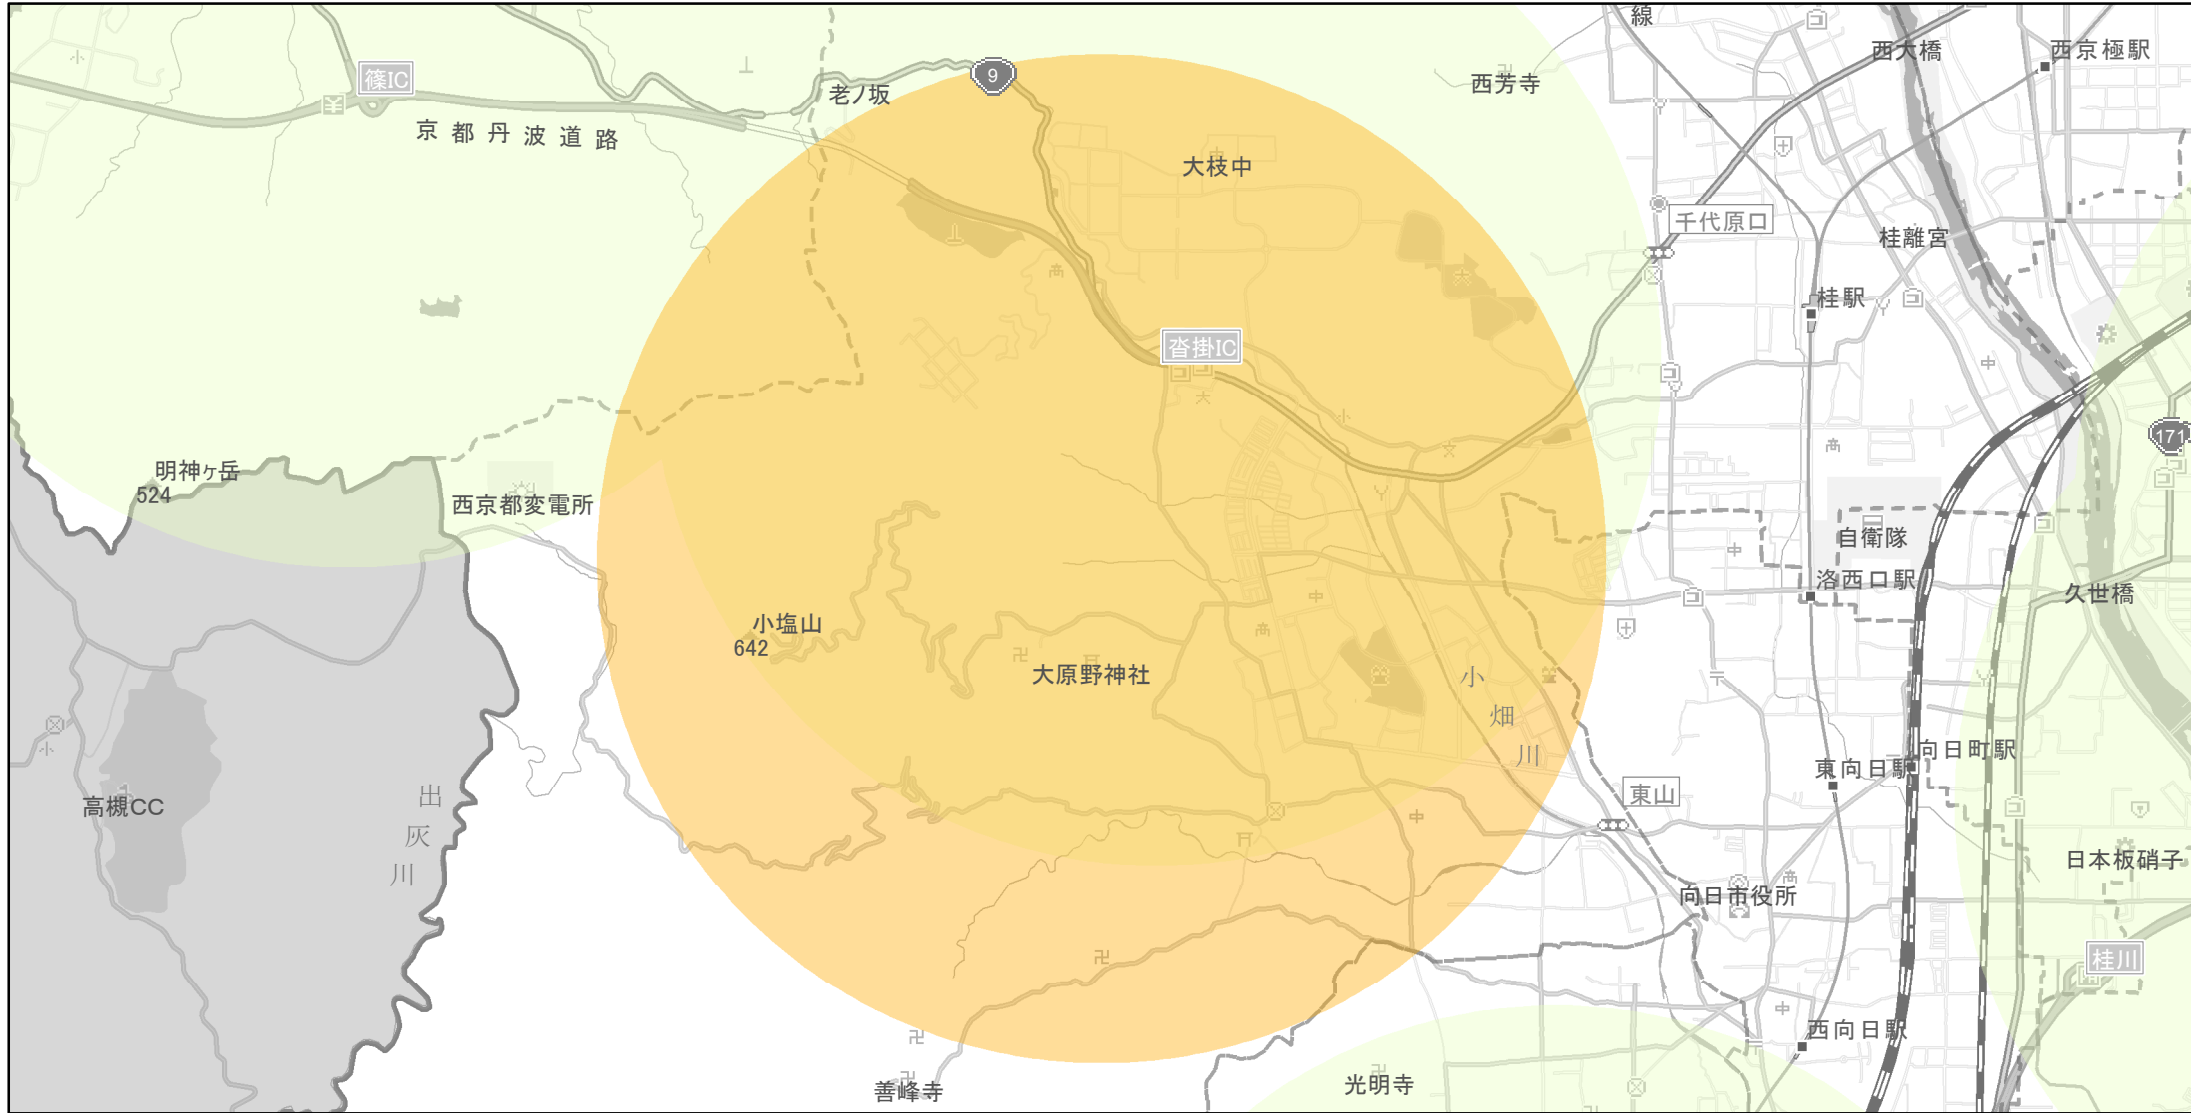 線
西大橋
西京極駅
篠IC
9
老ノ坂
西芳寺
京都丹波道路
大枝中
千代原口
桂離宮
桂駅
沓掛IC
171
明神ヶ岳
524
西京都変電所
自衛隊
洛西口駅
久世橋
小塩山
642
大原野神社
小畑川
向日町駅
東向日駅
東山
高槻CC
出灰川
日本板硝子
向日市役所
桂川
西向日駅
善峰寺
光明寺